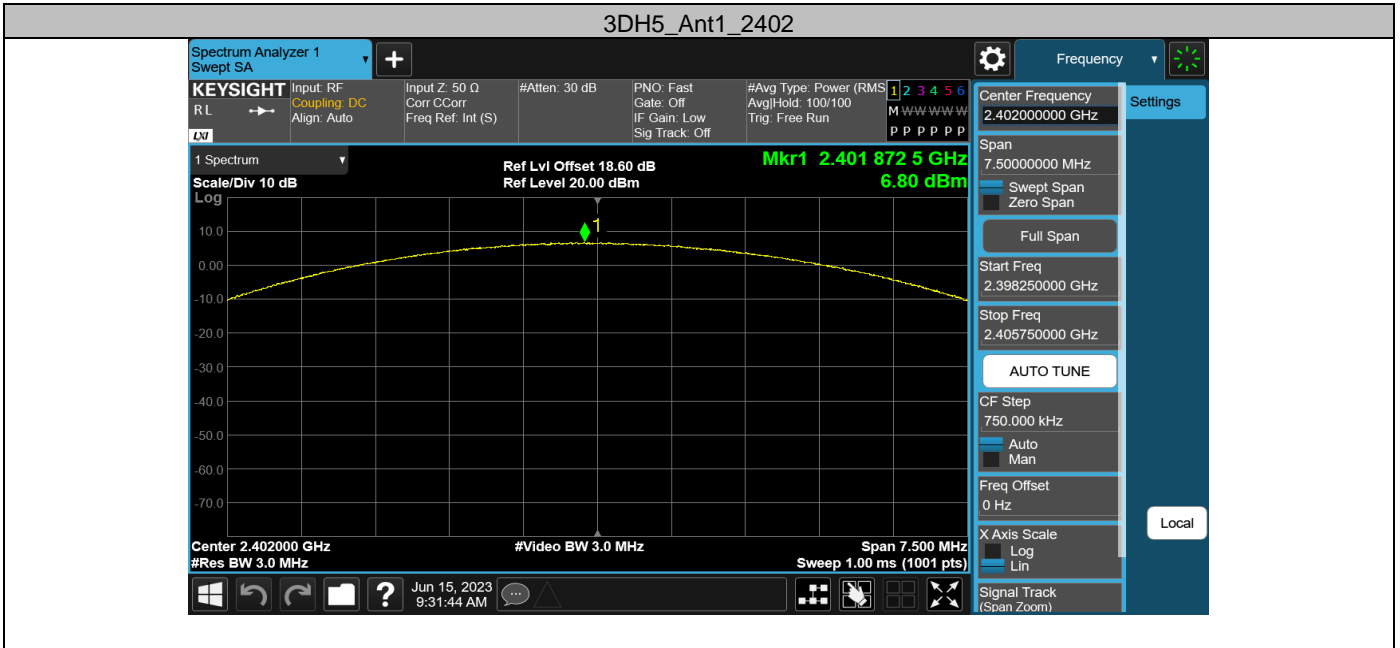 3DH5_Ant1_2402
Spectrum Analyzer 1
Swept SA
+
Frequency
KEYSIGHT
RL
LXI
Input: RF
Coupling: DC
Align: Auto
Input Z: 50 Ω
Corr CCorr
Freq Ref: Int (S)
#Atten: 30 dB
PNO: Fast
Gate: Off
IF Gain: Low
Sig Track: Off
#Avg Type: Power (RMS
Avg|Hold: 100/100
Trig: Free Run
1 2 3 4 5 6
M W W W W W
P P P P P P
Center Frequency
2.402000000 GHz
Settings
1 Spectrum
Scale/Div 10 dB
Ref Lvl Offset 18.60 dB
Ref Level 20.00 dBm
Mkr1 2.401 872 5 GHz
6.80 dBm
Span
7.50000000 MHz
Swept Span
Zero Span
Full Span
Start Freq
2.398250000 GHz
Stop Freq
2.405750000 GHz
AUTO TUNE
CF Step
750.000 kHz
Auto
Man
Freq Offset
0 Hz
X Axis Scale
Log
Lin
Signal Track
(Span Zoom)
Local
Log
1
10.0
0.00
-10.0
-20.0
-30.0
-40.0
-50.0
-60.0
-70.0
Center 2.402000 GHz
#Video BW 3.0 MHz
Span 7.500 MHz
#Res BW 3.0 MHz
Sweep 1.00 ms (1001 pts)
?
Jun 15, 2023
9:31:44 AM